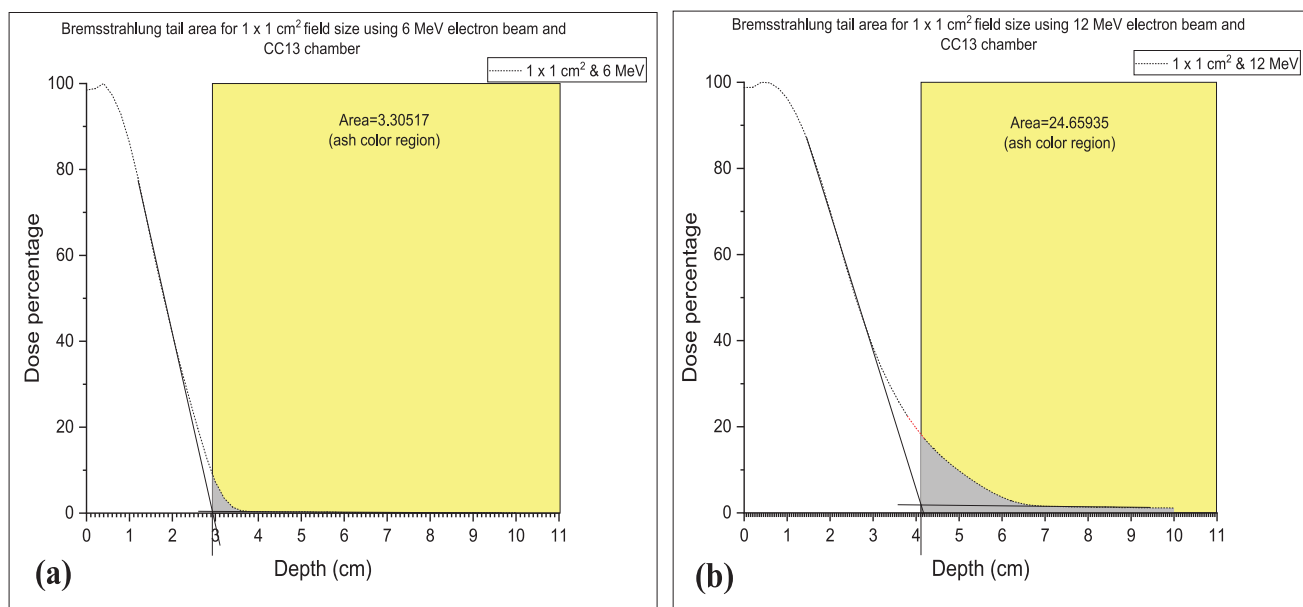 Bremsstrahlung tail area for 1 x 1 cm² field size using 6 MeV electron beam and
CC13 chamber
1 x 1 cm² & 6 MeV
100
80
60
40
20
0
Dose percentage
Area=3.30517
(ash color region)
0 1 2 3 4 5 6 7 8 9 10 11
Depth (cm)
(a)
Bremsstrahlung tail area for 1 x 1 cm² field size using 12 MeV electron beam and
CC13 chamber
1 x 1 cm² & 12 MeV
100
80
60
40
20
0
Dose percentage
Area=24.65935
(ash color region)
0 1 2 3 4 5 6 7 8 9 10 11
Depth (cm)
(b)